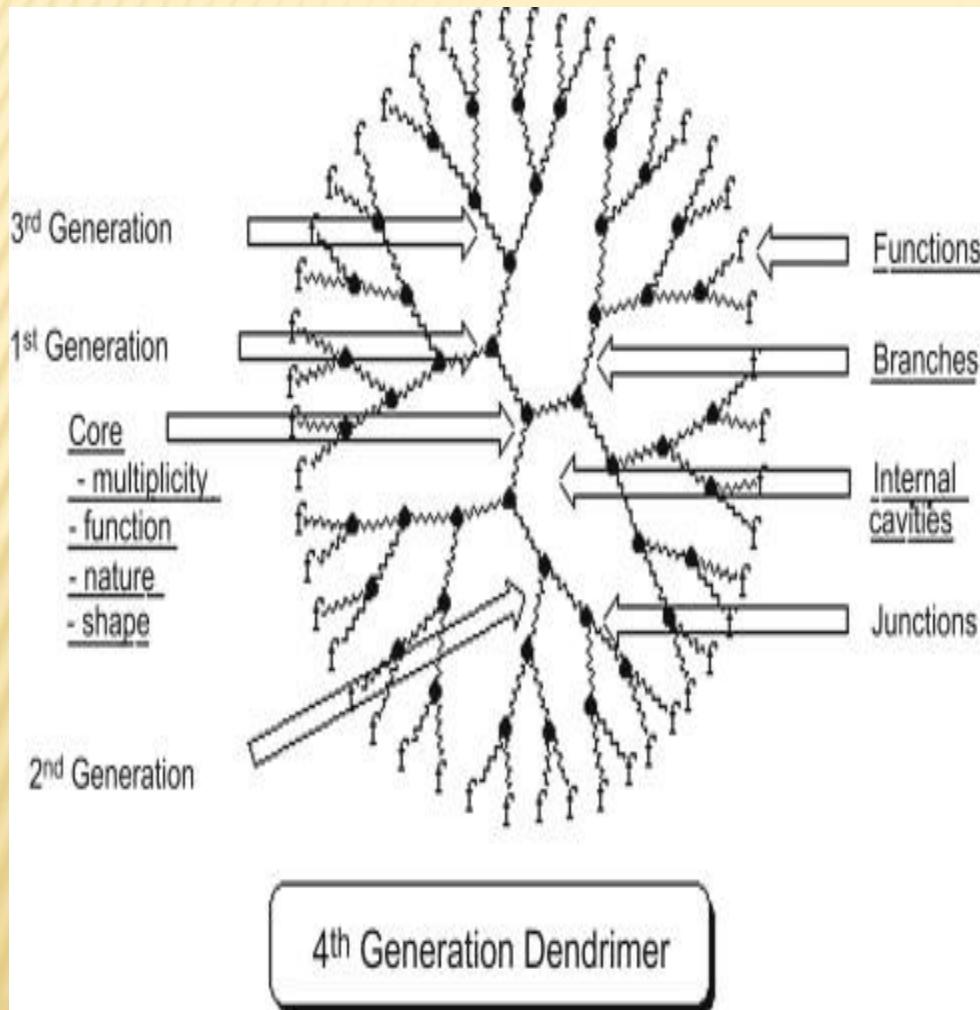 3rd Generation
1st Generation
Core
- multiplicity
- function
- nature
- shape
2nd Generation
Functions
Branches
Internal
cavities
Junctions
f f f f f f f f f f f f f f f f f f f f f f f f f f f f f f f f f f f f f f f f f f f f f f f f
4th Generation Dendrimer